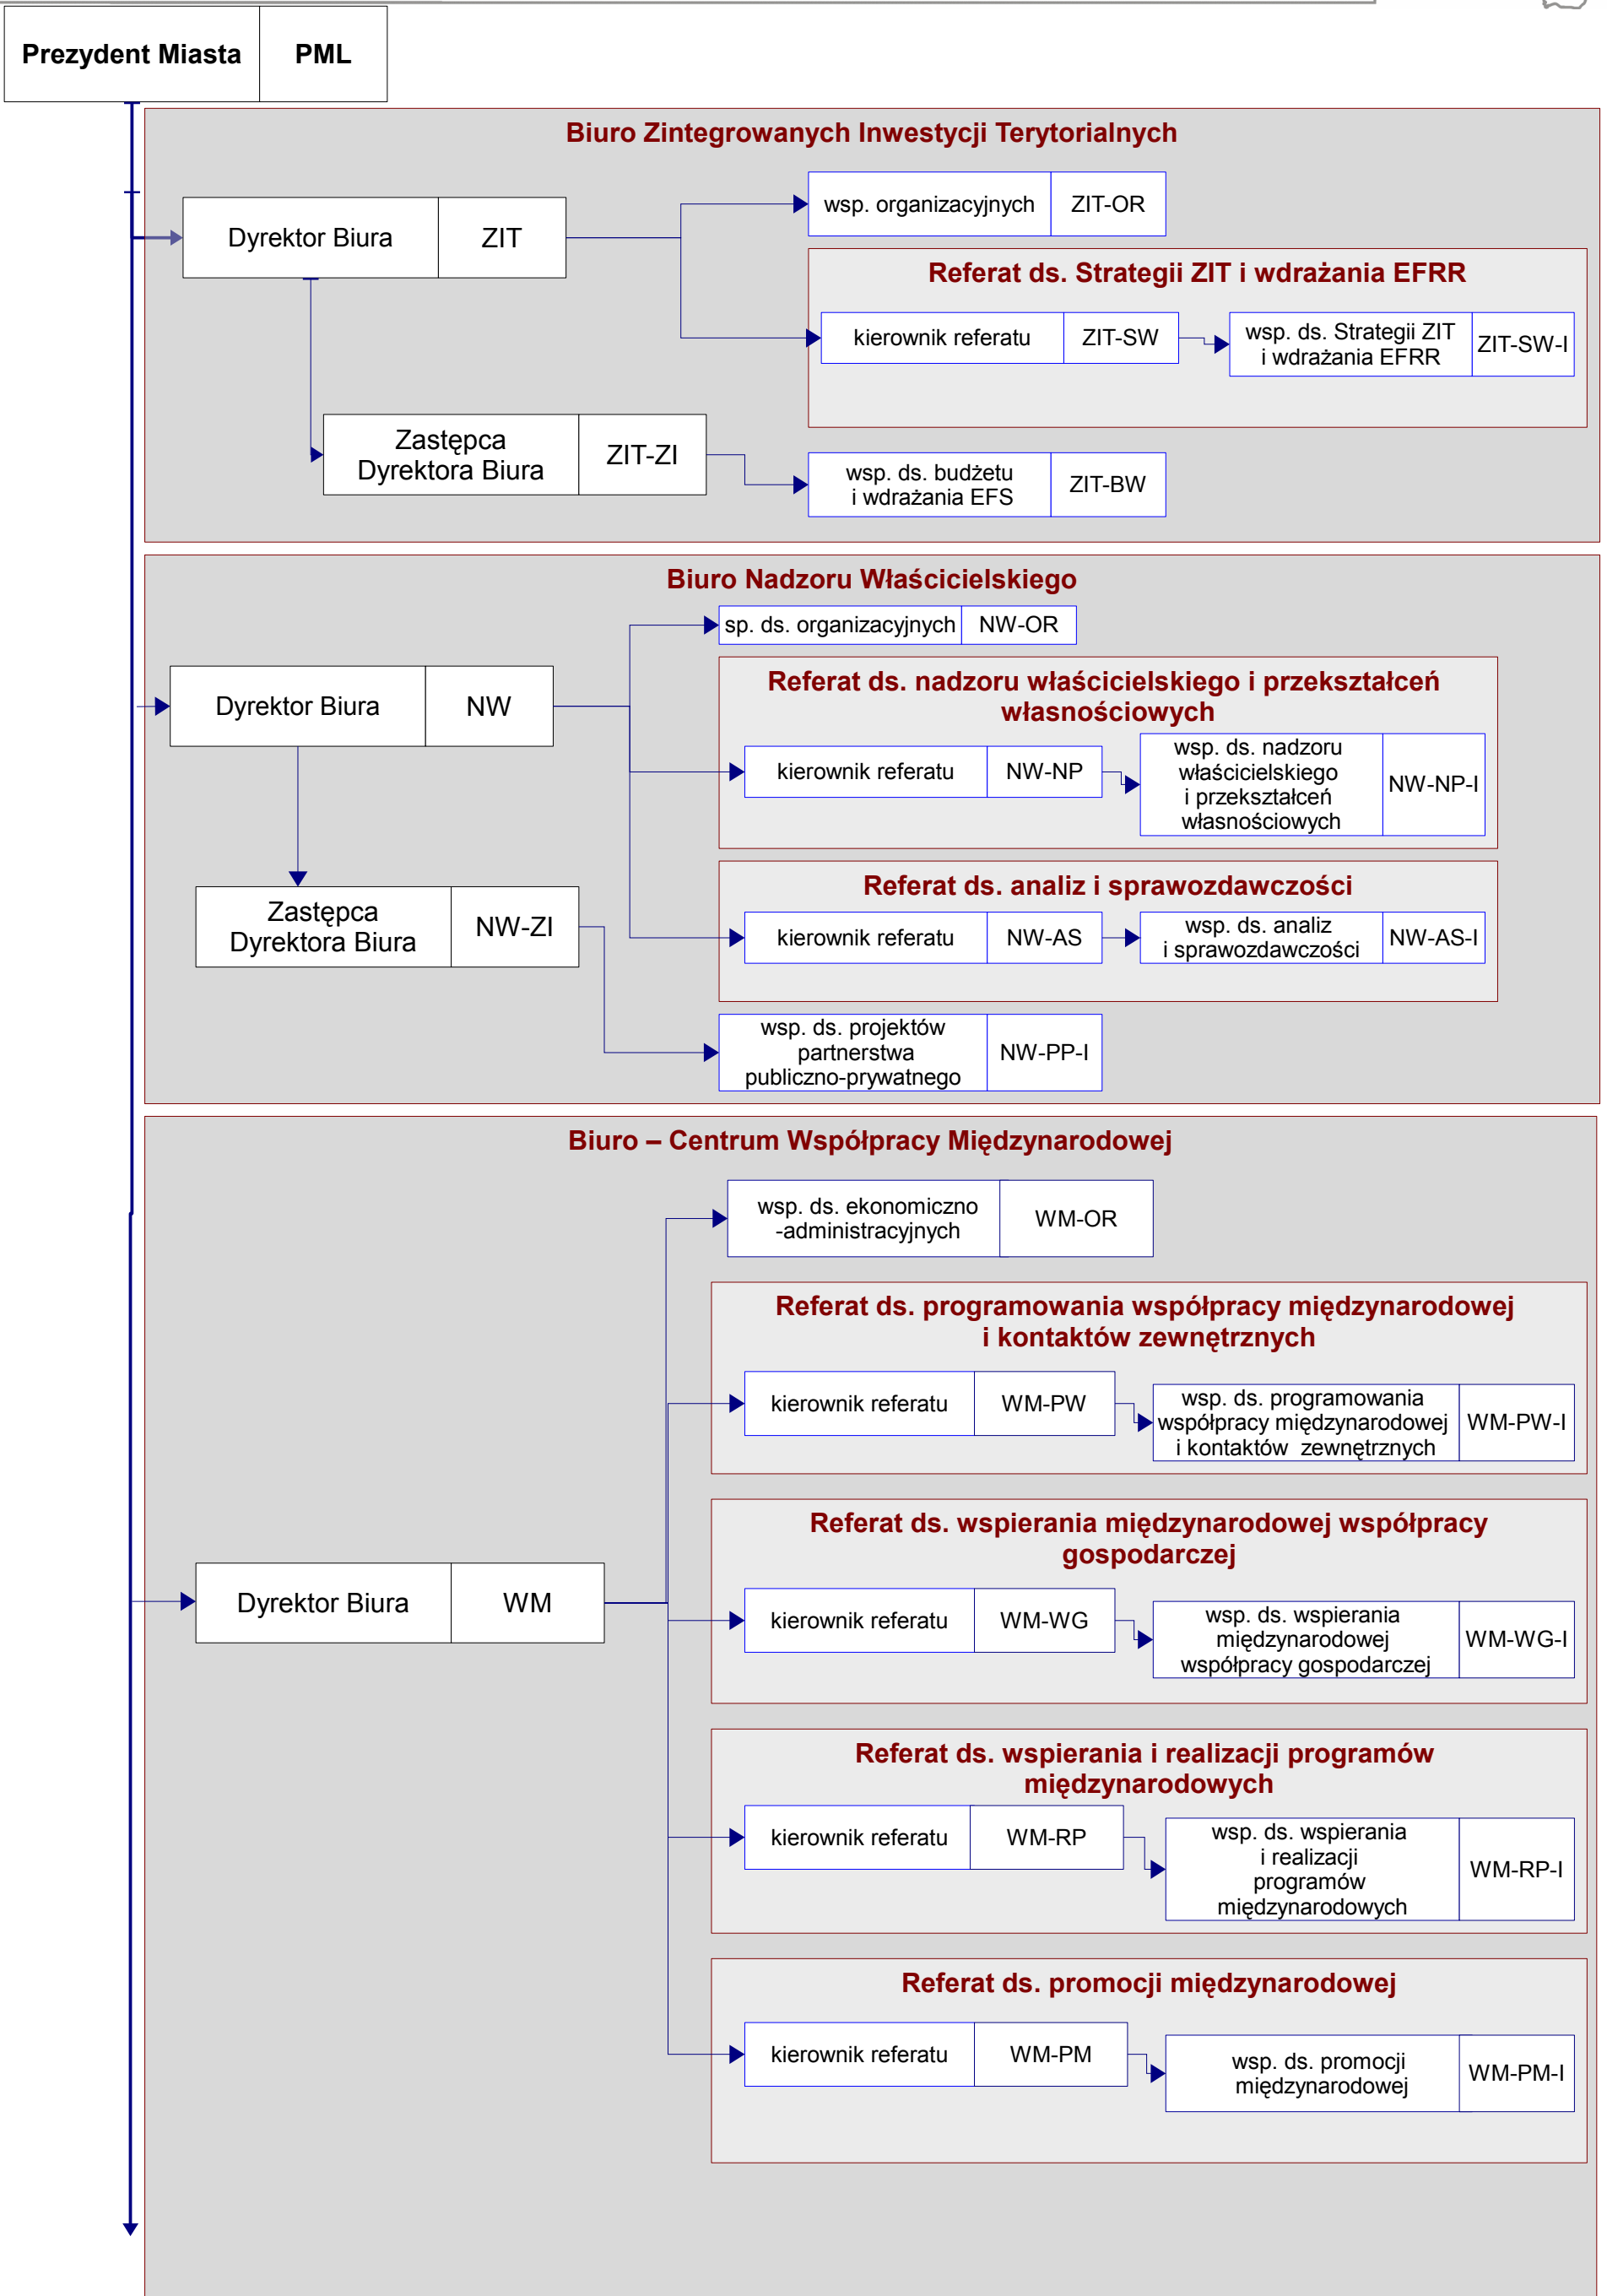 Prezydent Miasta PML
Biuro Zintegrowanych Inwestycji Terytorialnych
wsp. organizacyjnych ZIT-OR
Dyrektor Biura ZIT
Referat ds. Strategii ZIT i wdrażania EFRR
kierownik referatu ZIT-SW
wsp. ds. Strategii ZIT
i wdrażania EFRR
ZIT-SW-I
Zastępca
Dyrektora Biura
ZIT-ZI
wsp. ds. budżetu
i wdrażania EFS
ZIT-BW
Biuro Nadzoru Właścicielskiego
sp. ds. organizacyjnych NW-OR
Dyrektor Biura NW
Referat ds. nadzoru właścicielskiego i przekształceń
własnościowych
kierownik referatu NW-NP
wsp. ds. nadzoru
właścicielskiego
i przekształceń
własnościowych
NW-NP-I
Referat ds. analiz i sprawozdawczości
Zastępca
Dyrektora Biura
NW-ZI
kierownik referatu NW-AS
wsp. ds. analiz
i sprawozdawczości
NW-AS-I
wsp. ds. projektów
partnerstwa
publiczno-prywatnego
NW-PP-I
Biuro – Centrum Współpracy Międzynarodowej
wsp. ds. ekonomiczno
-administracyjnych
WM-OR
Referat ds. programowania współpracy międzynarodowej
i kontaktów zewnętrznych
kierownik referatu WM-PW
wsp. ds. programowania
współpracy międzynarodowej
i kontaktów zewnętrznych
WM-PW-I
Referat ds. wspierania międzynarodowej współpracy
gospodarczej
Dyrektor Biura WM
kierownik referatu WM-WG
wsp. ds. wspierania
międzynarodowej
współpracy gospodarczej
WM-WG-I
Referat ds. wspierania i realizacji programów
międzynarodowych
kierownik referatu WM-RP
wsp. ds. wspierania
i realizacji
programów
międzynarodowych
WM-RP-I
Referat ds. promocji międzynarodowej
kierownik referatu WM-PM
wsp. ds. promocji
międzynarodowej
WM-PM-I